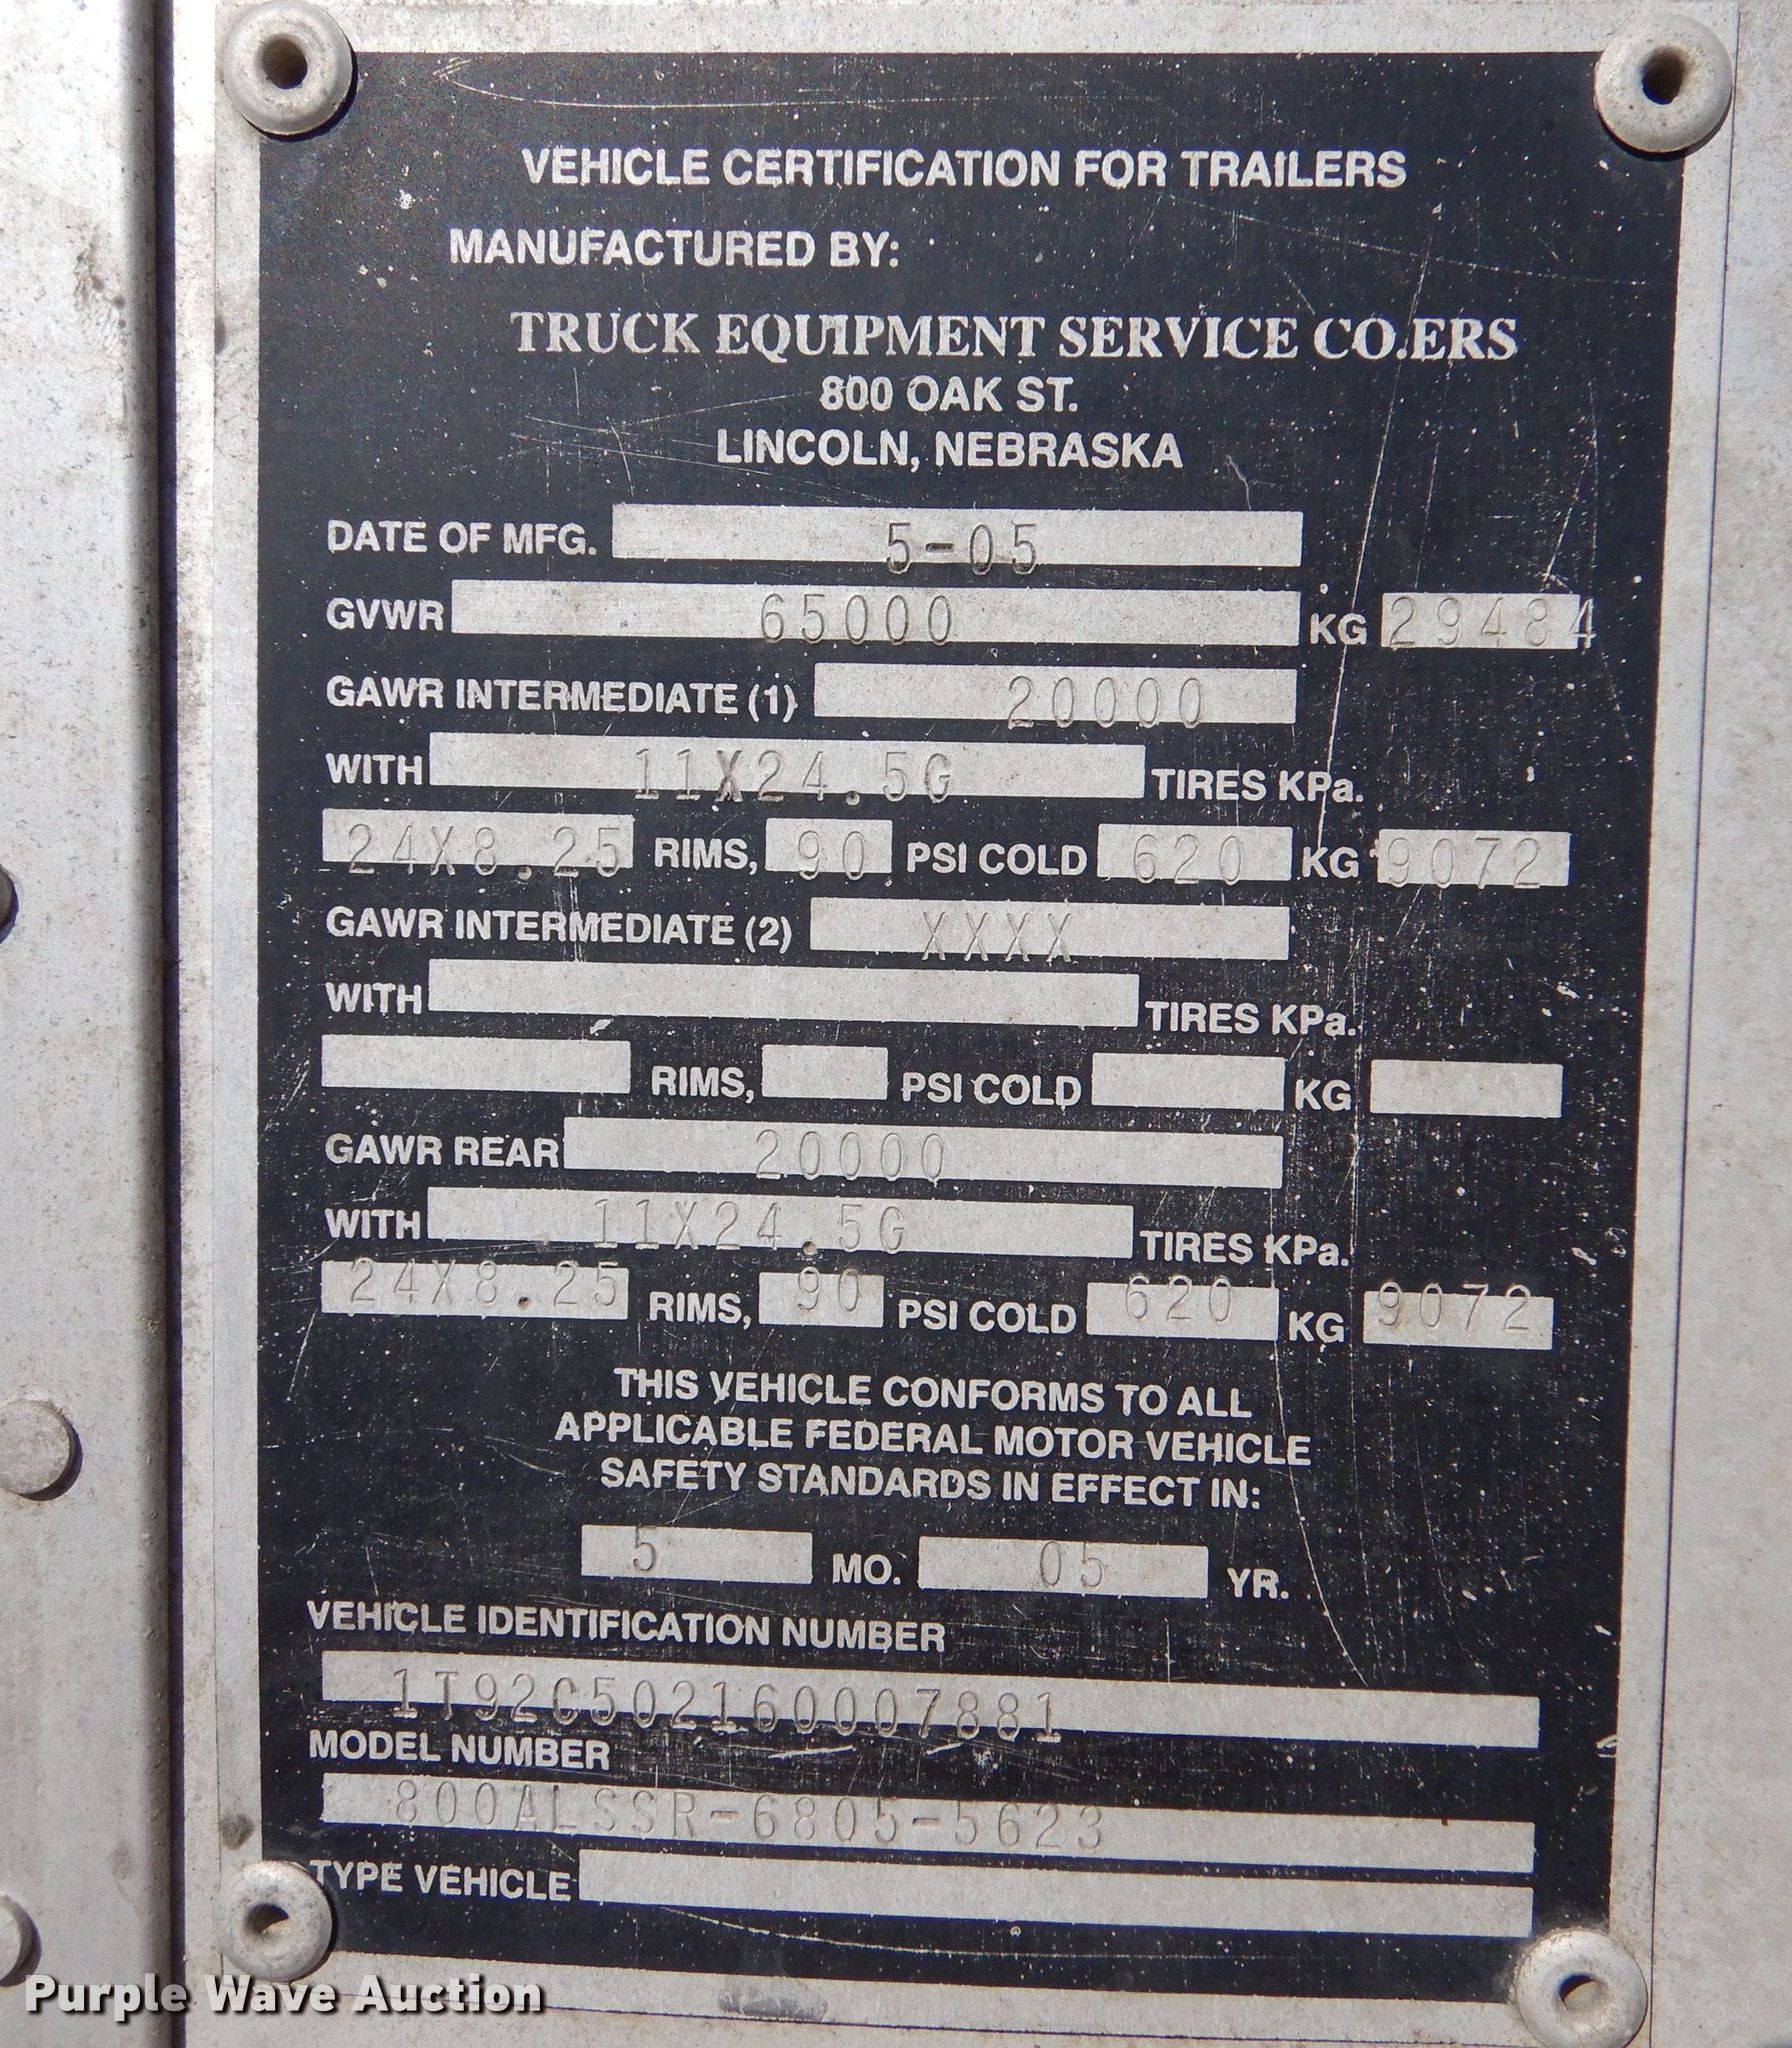 VEHICLE CERTIFICATION FOR TRAILERS
MANUFACTURED BY:
TRUCK EQUIPMENT SERVICE CO.ERS
800 OAK ST.
LINCOLN, NEBRASKA
DATE OF MFG. 5-05
GVWR 65000 KG 29484
GAWR INTERMEDIATE (1) 20000
WITH 11X24.5G TIRES KPa.
24X8.25 RIMS, 90 PSI COLD 620 KG 9072
GAWR INTERMEDIATE (2) XXXX
WITH TIRES KPa.
RIMS, PSI COLD KG
GAWR REAR 20000
WITH 11X24.5G TIRES KPa.
24X8.25 RIMS, 90 PSI COLD 620 KG 9072
THIS VEHICLE CONFORMS TO ALL
APPLICABLE FEDERAL MOTOR VEHICLE
SAFETY STANDARDS IN EFFECT IN:
5 MO. 05 YR.
VEHICLE IDENTIFICATION NUMBER
1T92C502160007881
MODEL NUMBER
800ALSSR-6805-5623
TYPE VEHICLE
Purple Wave Auction